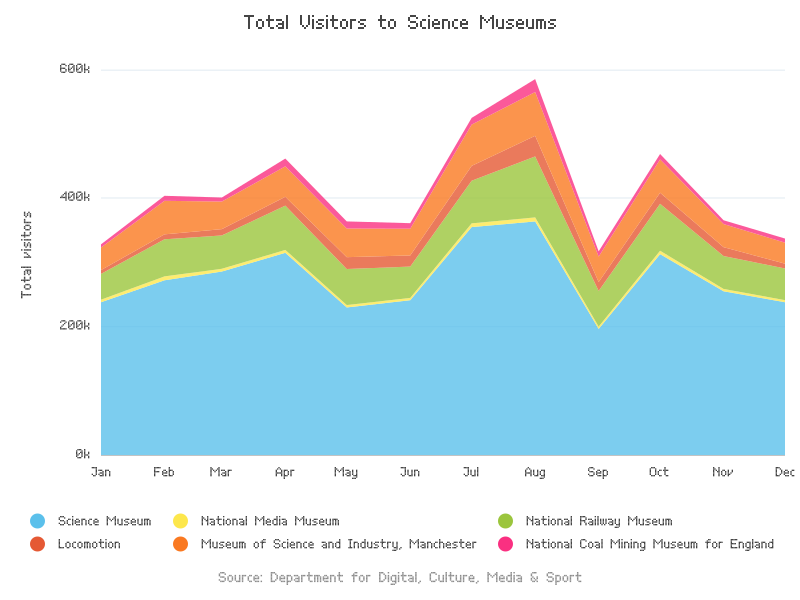 Total Visitors to Science Museums
600k
400k
200k
0k
Total visitors
Jan Feb Mar Apr May Jun Jul Aug Sep Oct Nov Dec
Science Museum National Media Museum National Railway Museum
Locomotion Museum of Science and Industry, Manchester National Coal Mining Museum for England
Source: Department for Digital, Culture, Media & Sport